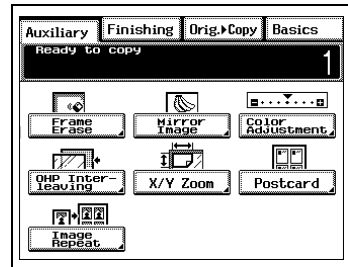 Auxiliary Finishing Orig.▸Copy Basics
Ready to copy
1
Frame
Erase
Mirror
Image
Color
Adjustment
OHP Inter-
leaving
X/Y Zoom
Postcard
Image
Repeat